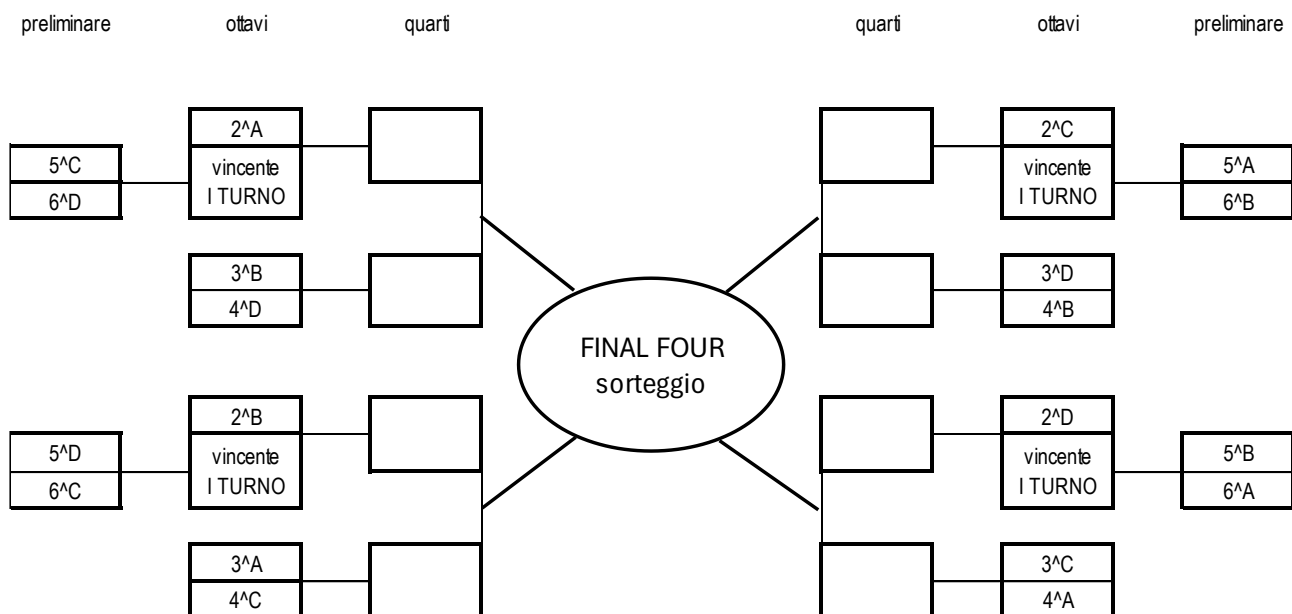 preliminare ottavi quarti quarti ottavi preliminare
2^A 2^C
5^C vincente vincente 5^A
6^D I TURNO I TURNO 6^B
3^B 3^D
4^D 4^B
FINAL FOUR
sorteggio
2^B 2^D
5^D vincente vincente 5^B
6^C I TURNO I TURNO 6^A
3^A 3^C
4^C 4^A